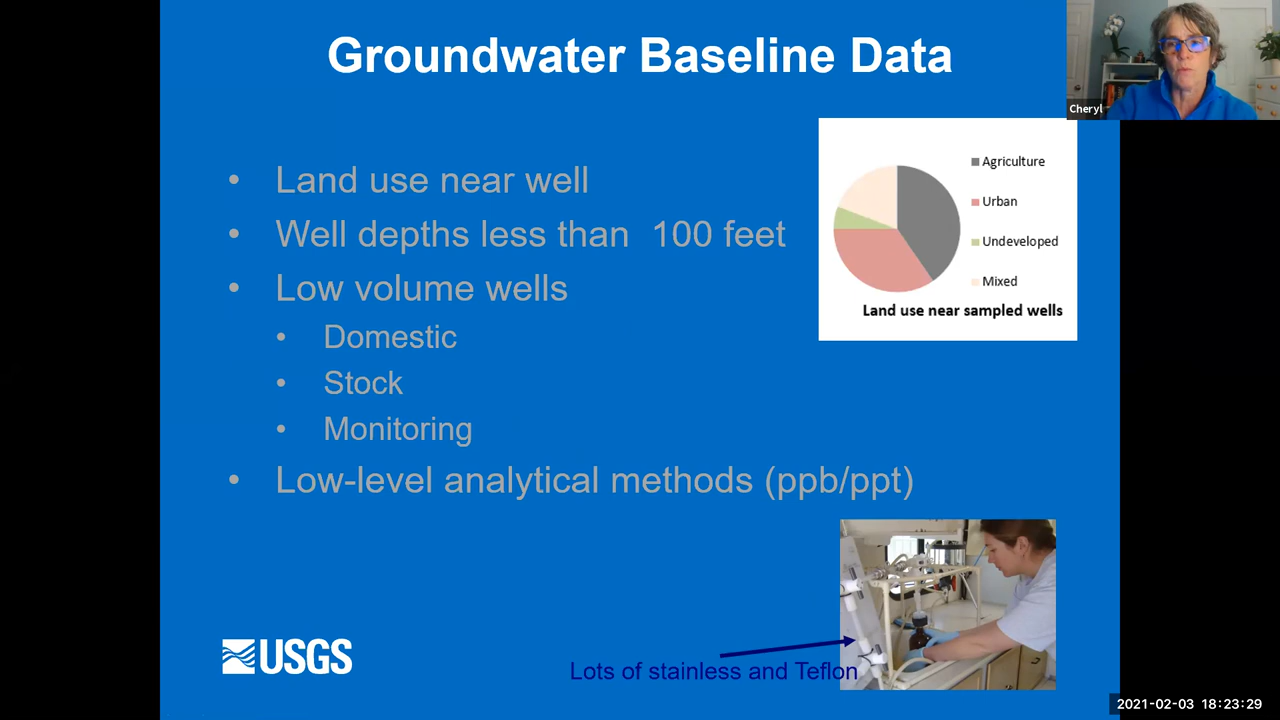 Groundwater Baseline Data
Cheryl
• Land use near well
• Well depths less than 100 feet
• Low volume wells
• Domestic
• Stock
• Monitoring
• Low-level analytical methods (ppb/ppt)
Agriculture
Urban
Undeveloped
Mixed
Land use near sampled wells
USGS
Lots of stainless and Teflon
2021-02-03 18:23:29